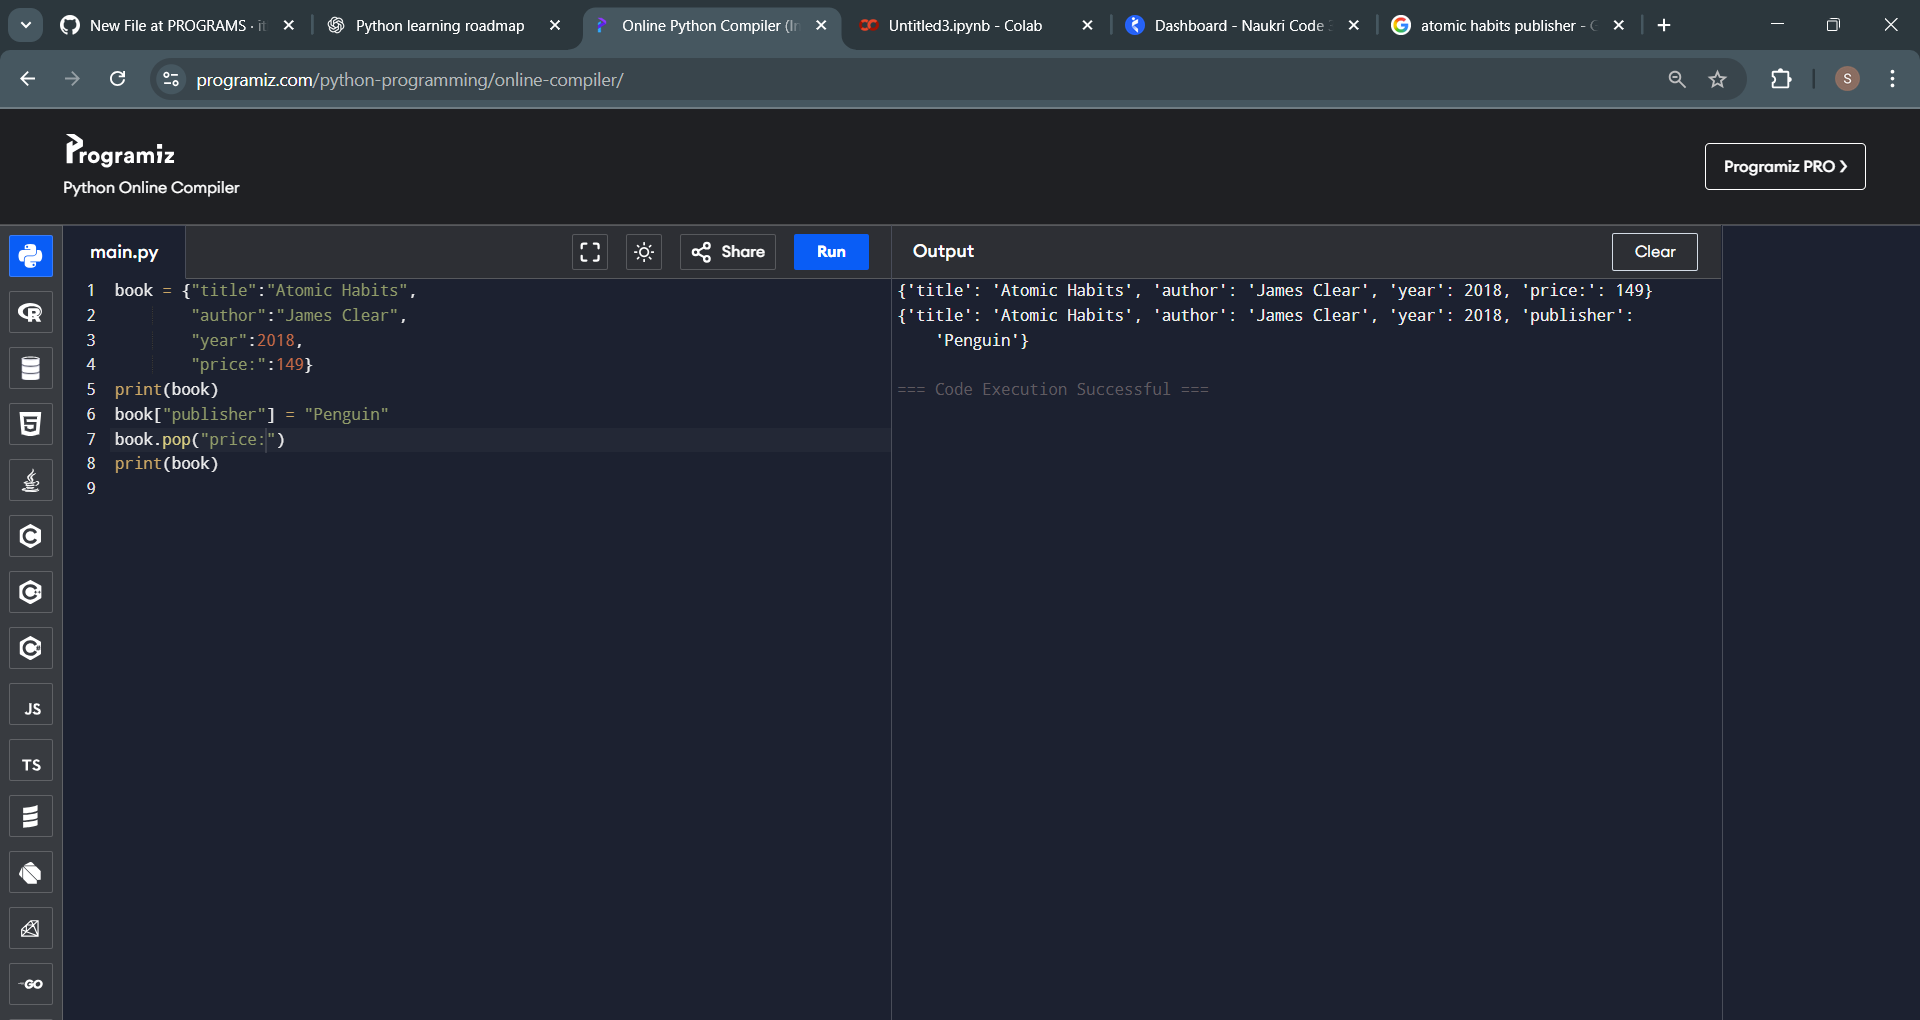 New File at PROGRAMS · it
Python learning roadmap
Online Python Compiler (In
Untitled3.ipynb - Colab
Dashboard - Naukri Code 3
atomic habits publisher - G
programiz.com/python-programming/online-compiler/
S
Programiz
Python Online Compiler
Programiz PRO ❯
main.py
Share
Run
Output
Clear
1 book = {"title":"Atomic Habits",
2 "author":"James Clear",
3 "year":2018,
4 "price:":149}
5 print(book)
6 book["publisher"] = "Penguin"
7 book.pop("price:")
8 print(book)
9
{'title': 'Atomic Habits', 'author': 'James Clear', 'year': 2018, 'price:': 149}
{'title': 'Atomic Habits', 'author': 'James Clear', 'year': 2018, 'publisher':
'Penguin'}
=== Code Execution Successful ===
R
5
C
C
C
JS
TS
GO